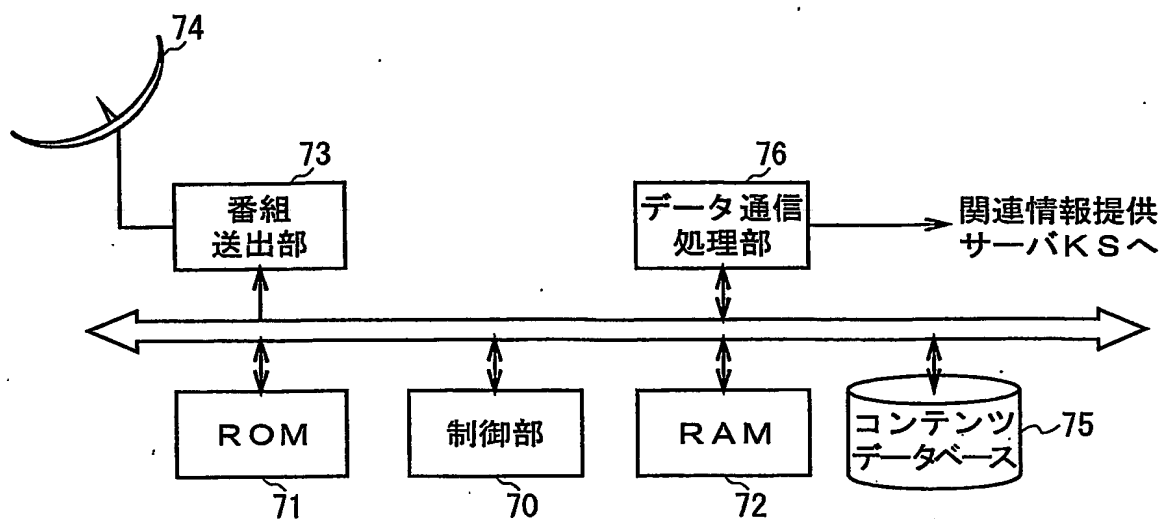 74
73
番組
送出部
76
データ通信
処理部
関連情報提供
サーバKSへ
ROM
71
制御部
70
RAM
72
コンテンツ
データベース
75